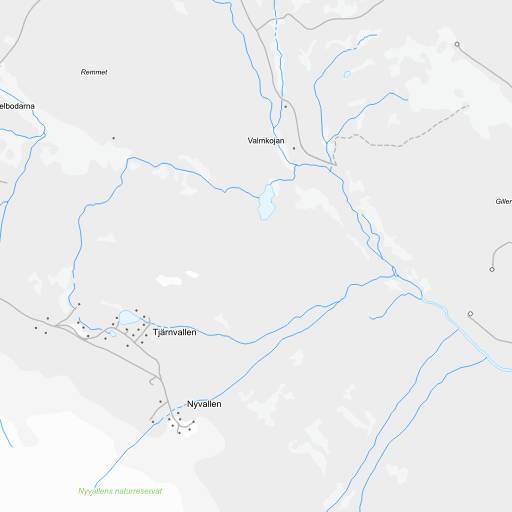 Remmet
elbodarna
Valmkojan
Giller
Tjärnvallen
Nyvallen
Nyvallens naturreservat